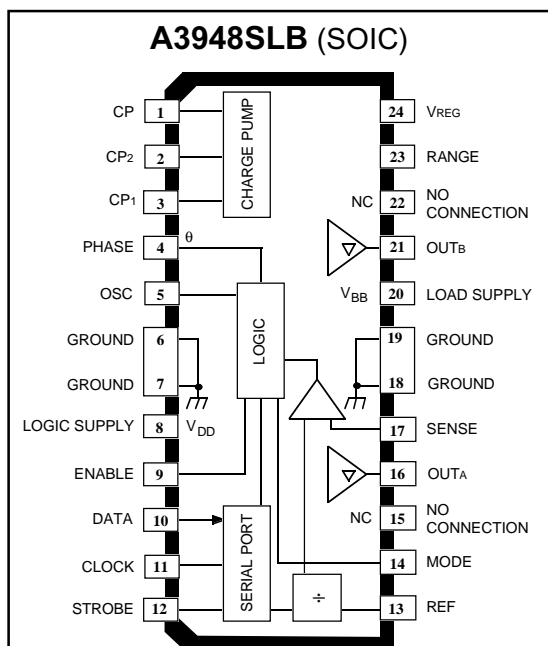 A3948SLB (SOIC)
CP 1
CP2 2
CP1 3
PHASE 4 θ
OSC 5
GROUND 6
GROUND 7
LOGIC SUPPLY 8 VDD
ENABLE 9
DATA 10
CLOCK 11
STROBE 12
CHARGE PUMP
LOGIC
SERIAL PORT
÷
24 VREG
23 RANGE
NC 22 NO
CONNECTION
21 OUTB
VBB 20 LOAD SUPPLY
19 GROUND
18 GROUND
17 SENSE
16 OUTA
NC 15 NO
CONNECTION
14 MODE
13 REF